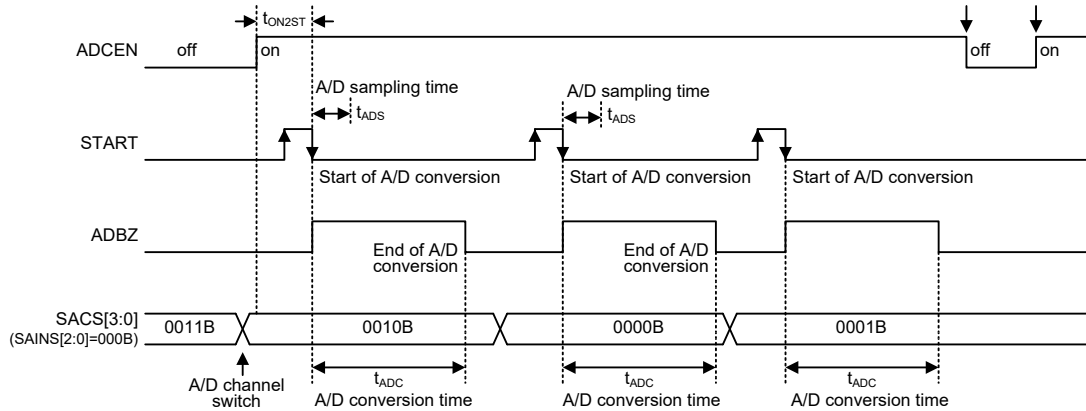 tON2ST
ADCEN
off
on
off
on
A/D sampling time
A/D sampling time
tADS
tADS
START
Start of A/D conversion
Start of A/D conversion
Start of A/D conversion
ADBZ
End of A/D
conversion
End of A/D
conversion
SACS[3:0]
(SAINS[2:0]=000B)
0011B
0010B
0000B
0001B
A/D channel
switch
tADC
A/D conversion time
tADC
A/D conversion time
tADC
A/D conversion time